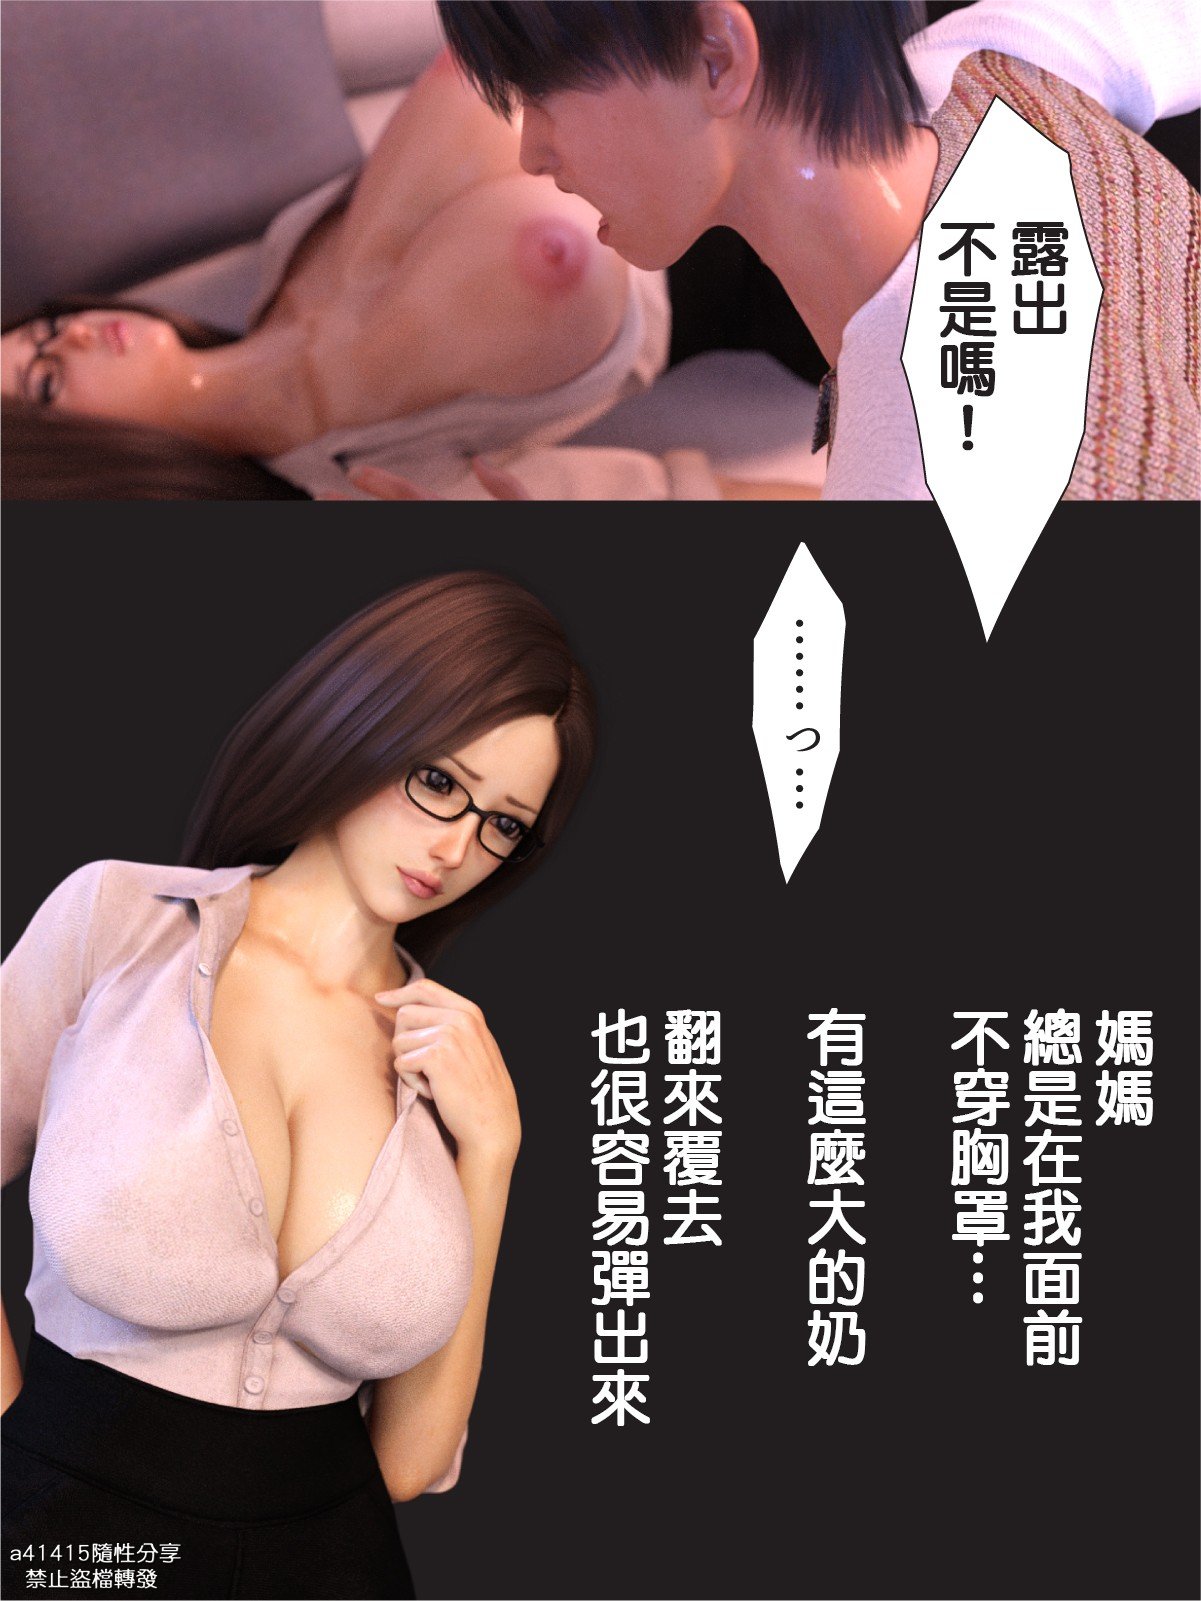 露出
不是嗎！
……つ…
媽媽
總是在我面前
不穿胸罩…
有這麼大的奶
翻來覆去
也很容易彈出來
a41415隨性分享
禁止盜檔轉發